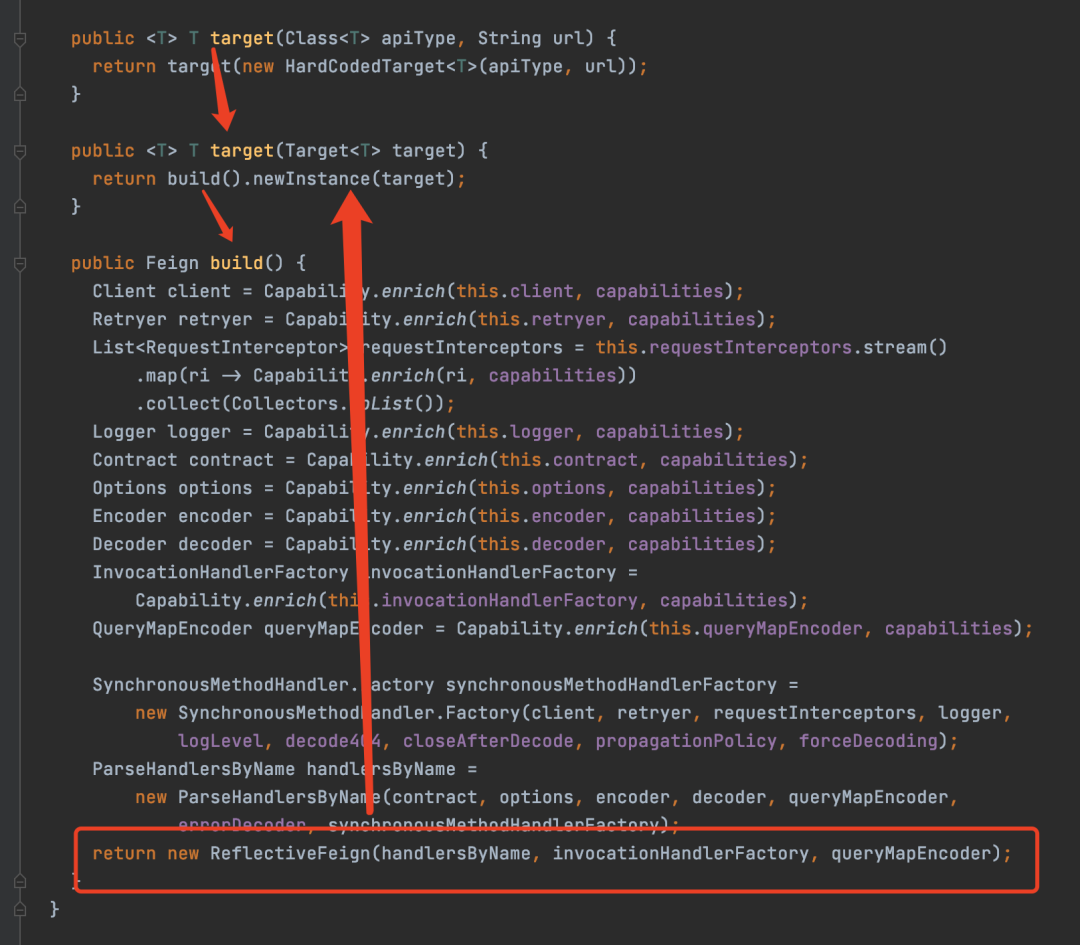 public <T> T target(Class<T> apiType, String url) {
return target(new HardCodedTarget<T>(apiType, url));
}
public <T> T target(Target<T> target) {
return build().newInstance(target);
}
public Feign build() {
Client client = Capability.enrich(this.client, capabilities);
Retryer retryer = Capability.enrich(this.retryer, capabilities);
List<RequestInterceptor> requestInterceptors = this.requestInterceptors.stream()
.map(ri -> Capability.enrich(ri, capabilities))
.collect(Collectors.toList());
Logger logger = Capability.enrich(this.logger, capabilities);
Contract contract = Capability.enrich(this.contract, capabilities);
Options options = Capability.enrich(this.options, capabilities);
Encoder encoder = Capability.enrich(this.encoder, capabilities);
Decoder decoder = Capability.enrich(this.decoder, capabilities);
InvocationHandlerFactory invocationHandlerFactory =
Capability.enrich(this.invocationHandlerFactory, capabilities);
QueryMapEncoder queryMapEncoder = Capability.enrich(this.queryMapEncoder, capabilities);
SynchronousMethodHandler.Factory synchronousMethodHandlerFactory =
new SynchronousMethodHandler.Factory(client, retryer, requestInterceptors, logger,
logLevel, decode404, closeAfterDecode, propagationPolicy, forceDecoding);
ParseHandlersByName handlersByName =
new ParseHandlersByName(contract, options, encoder, decoder, queryMapEncoder,
errorDecoder, synchronousMethodHandlerFactory);
return new ReflectiveFeign(handlersByName, invocationHandlerFactory, queryMapEncoder);
}
}